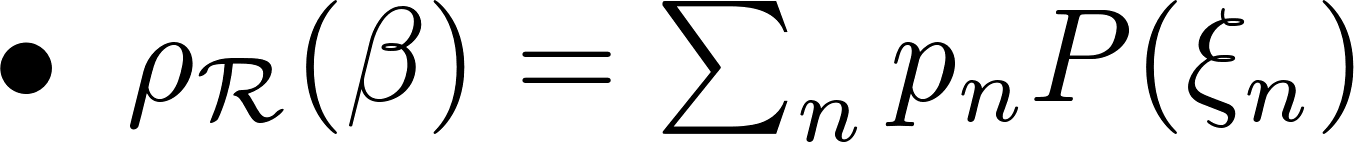 • ρ_ℛ(β) = ∑_n p_n P(ξ_n)